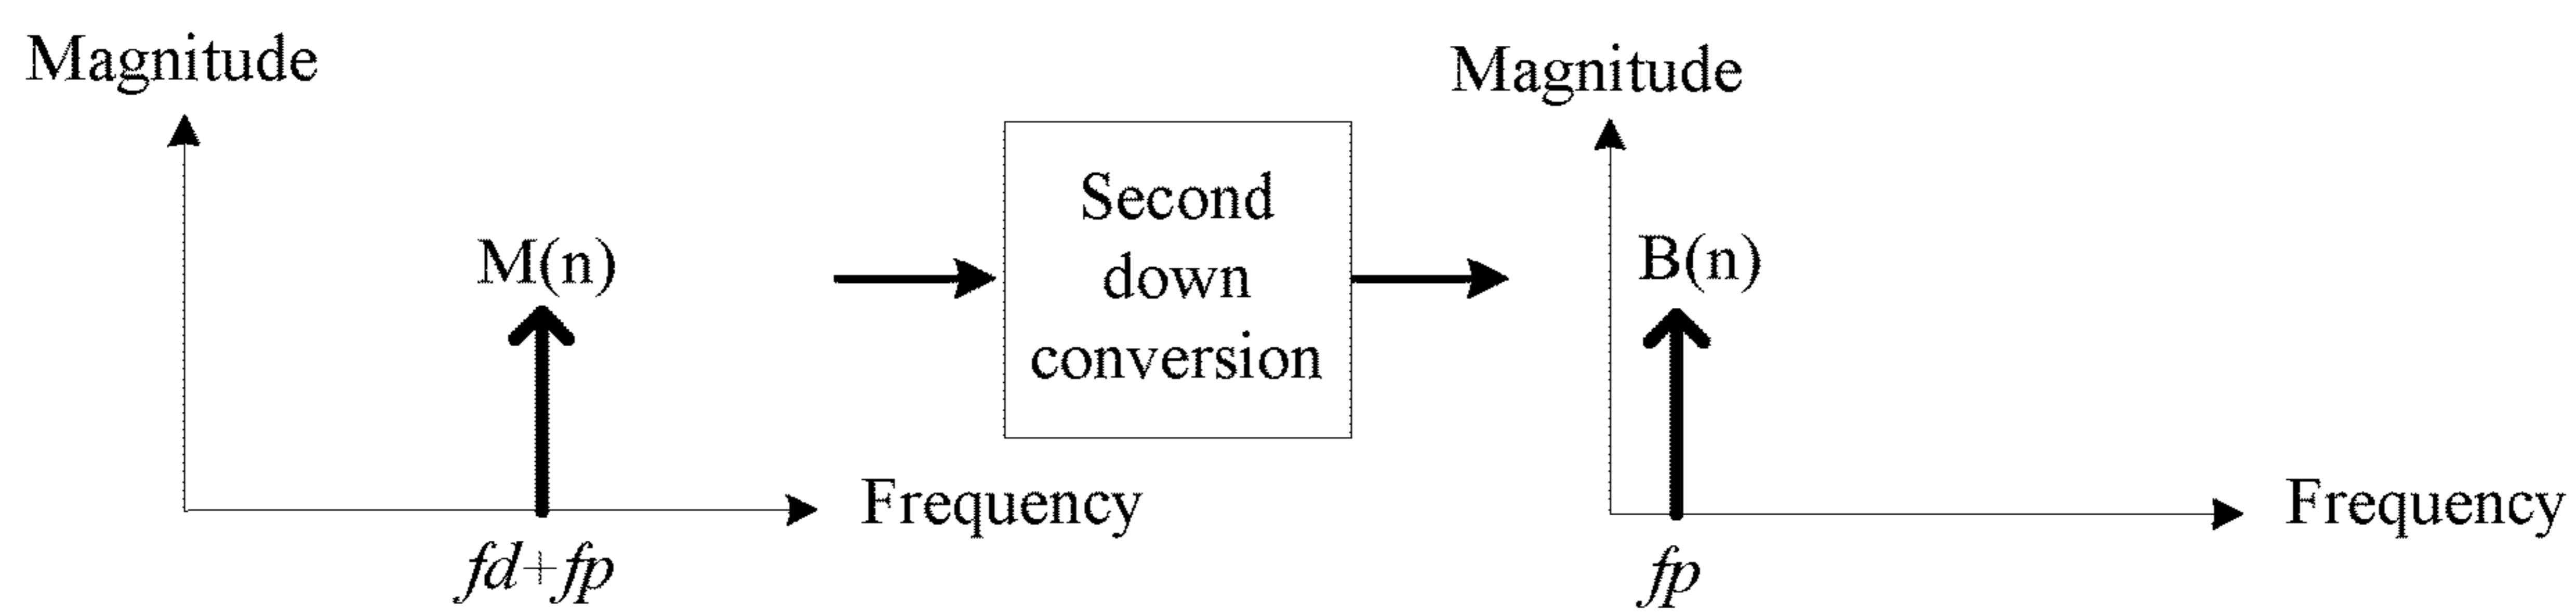 Magnitude
M(n)
Frequency
fd+fp
Second
down
conversion
Magnitude
B(n)
Frequency
fp